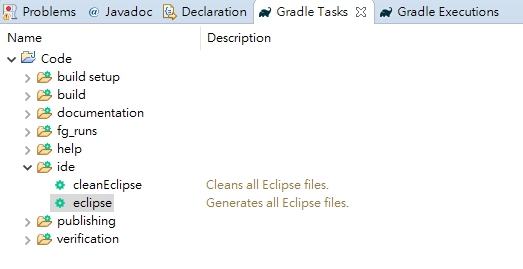 Problems @ Javadoc Declaration Gradle Tasks Gradle Executions
Name Description
Code
build setup
build
documentation
fg_runs
help
ide
cleanEclipse Cleans all Eclipse files.
eclipse Generates all Eclipse files.
publishing
verification